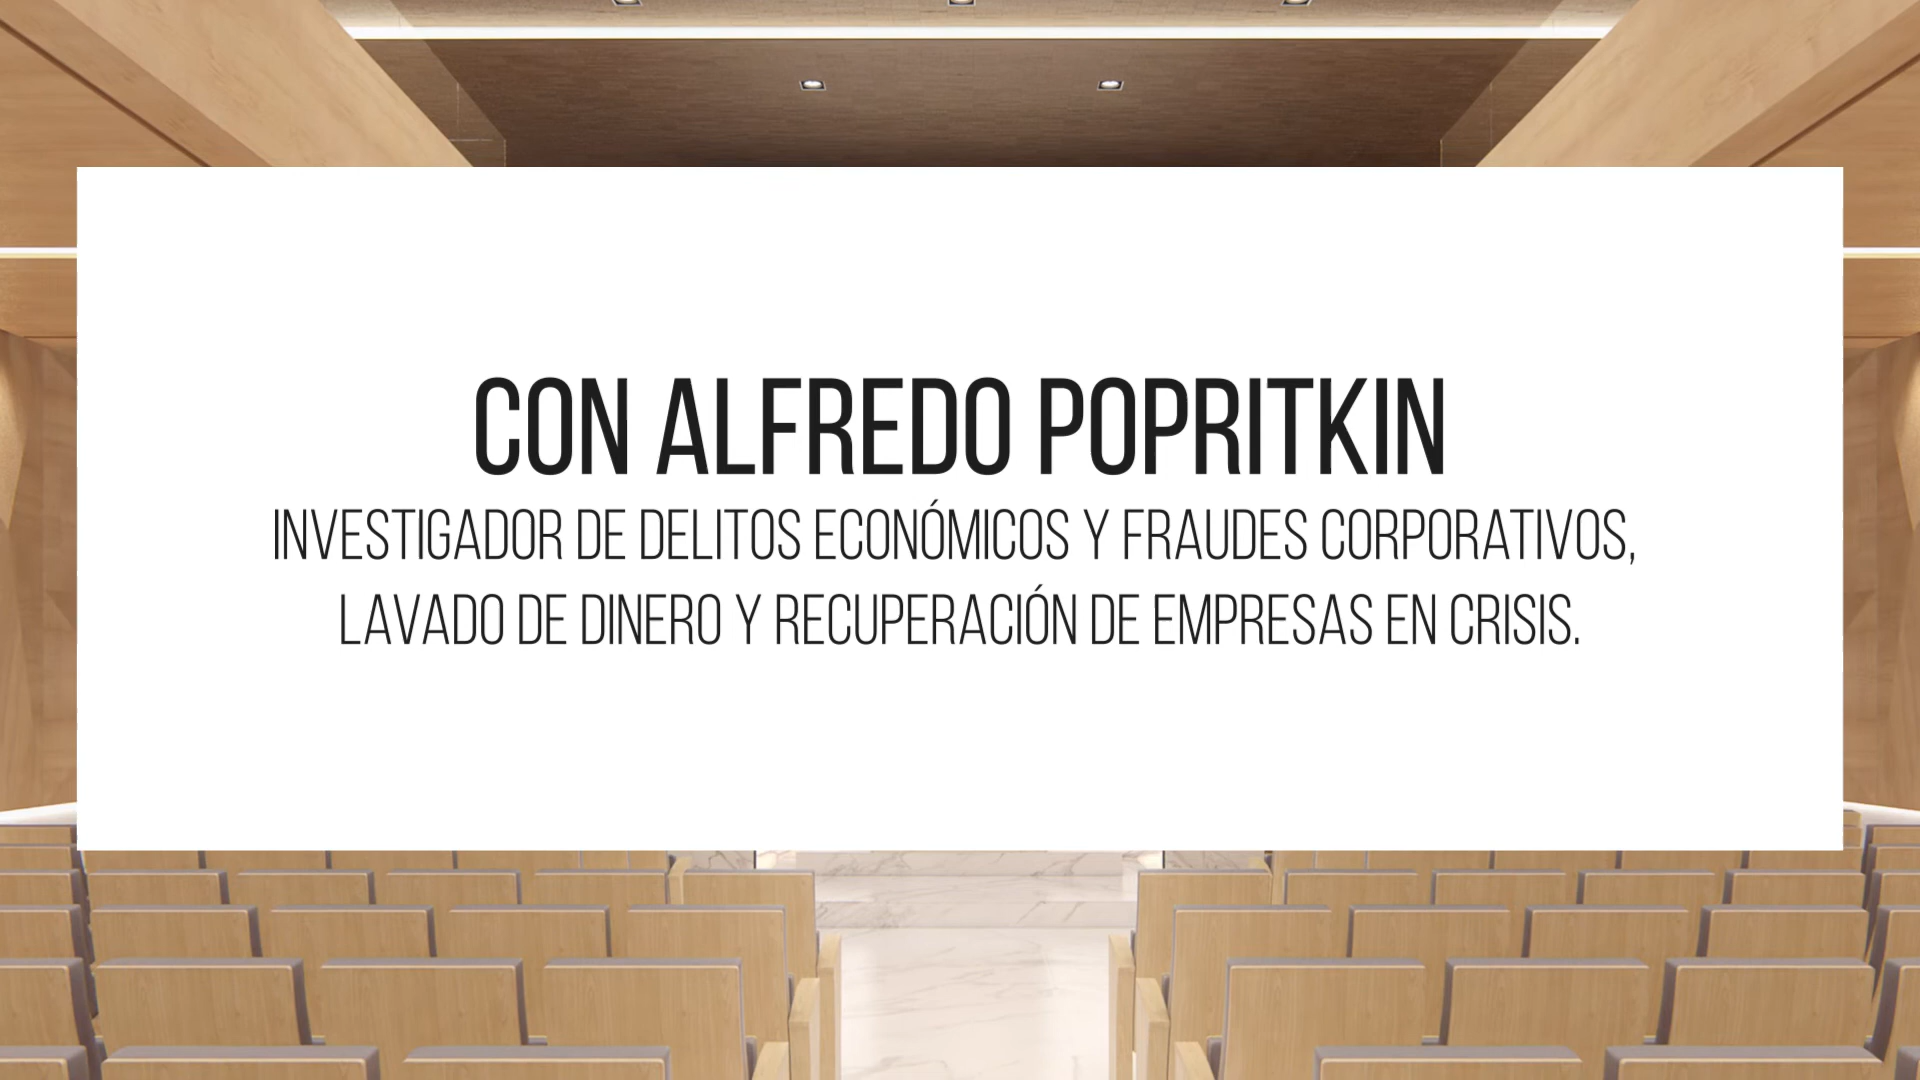 CON ALFREDO POPRITKIN
INVESTIGADOR DE DELITOS ECONÓMICOS Y FRAUDES CORPORATIVOS,
LAVADO DE DINERO Y RECUPERACIÓN DE EMPRESAS EN CRISIS.